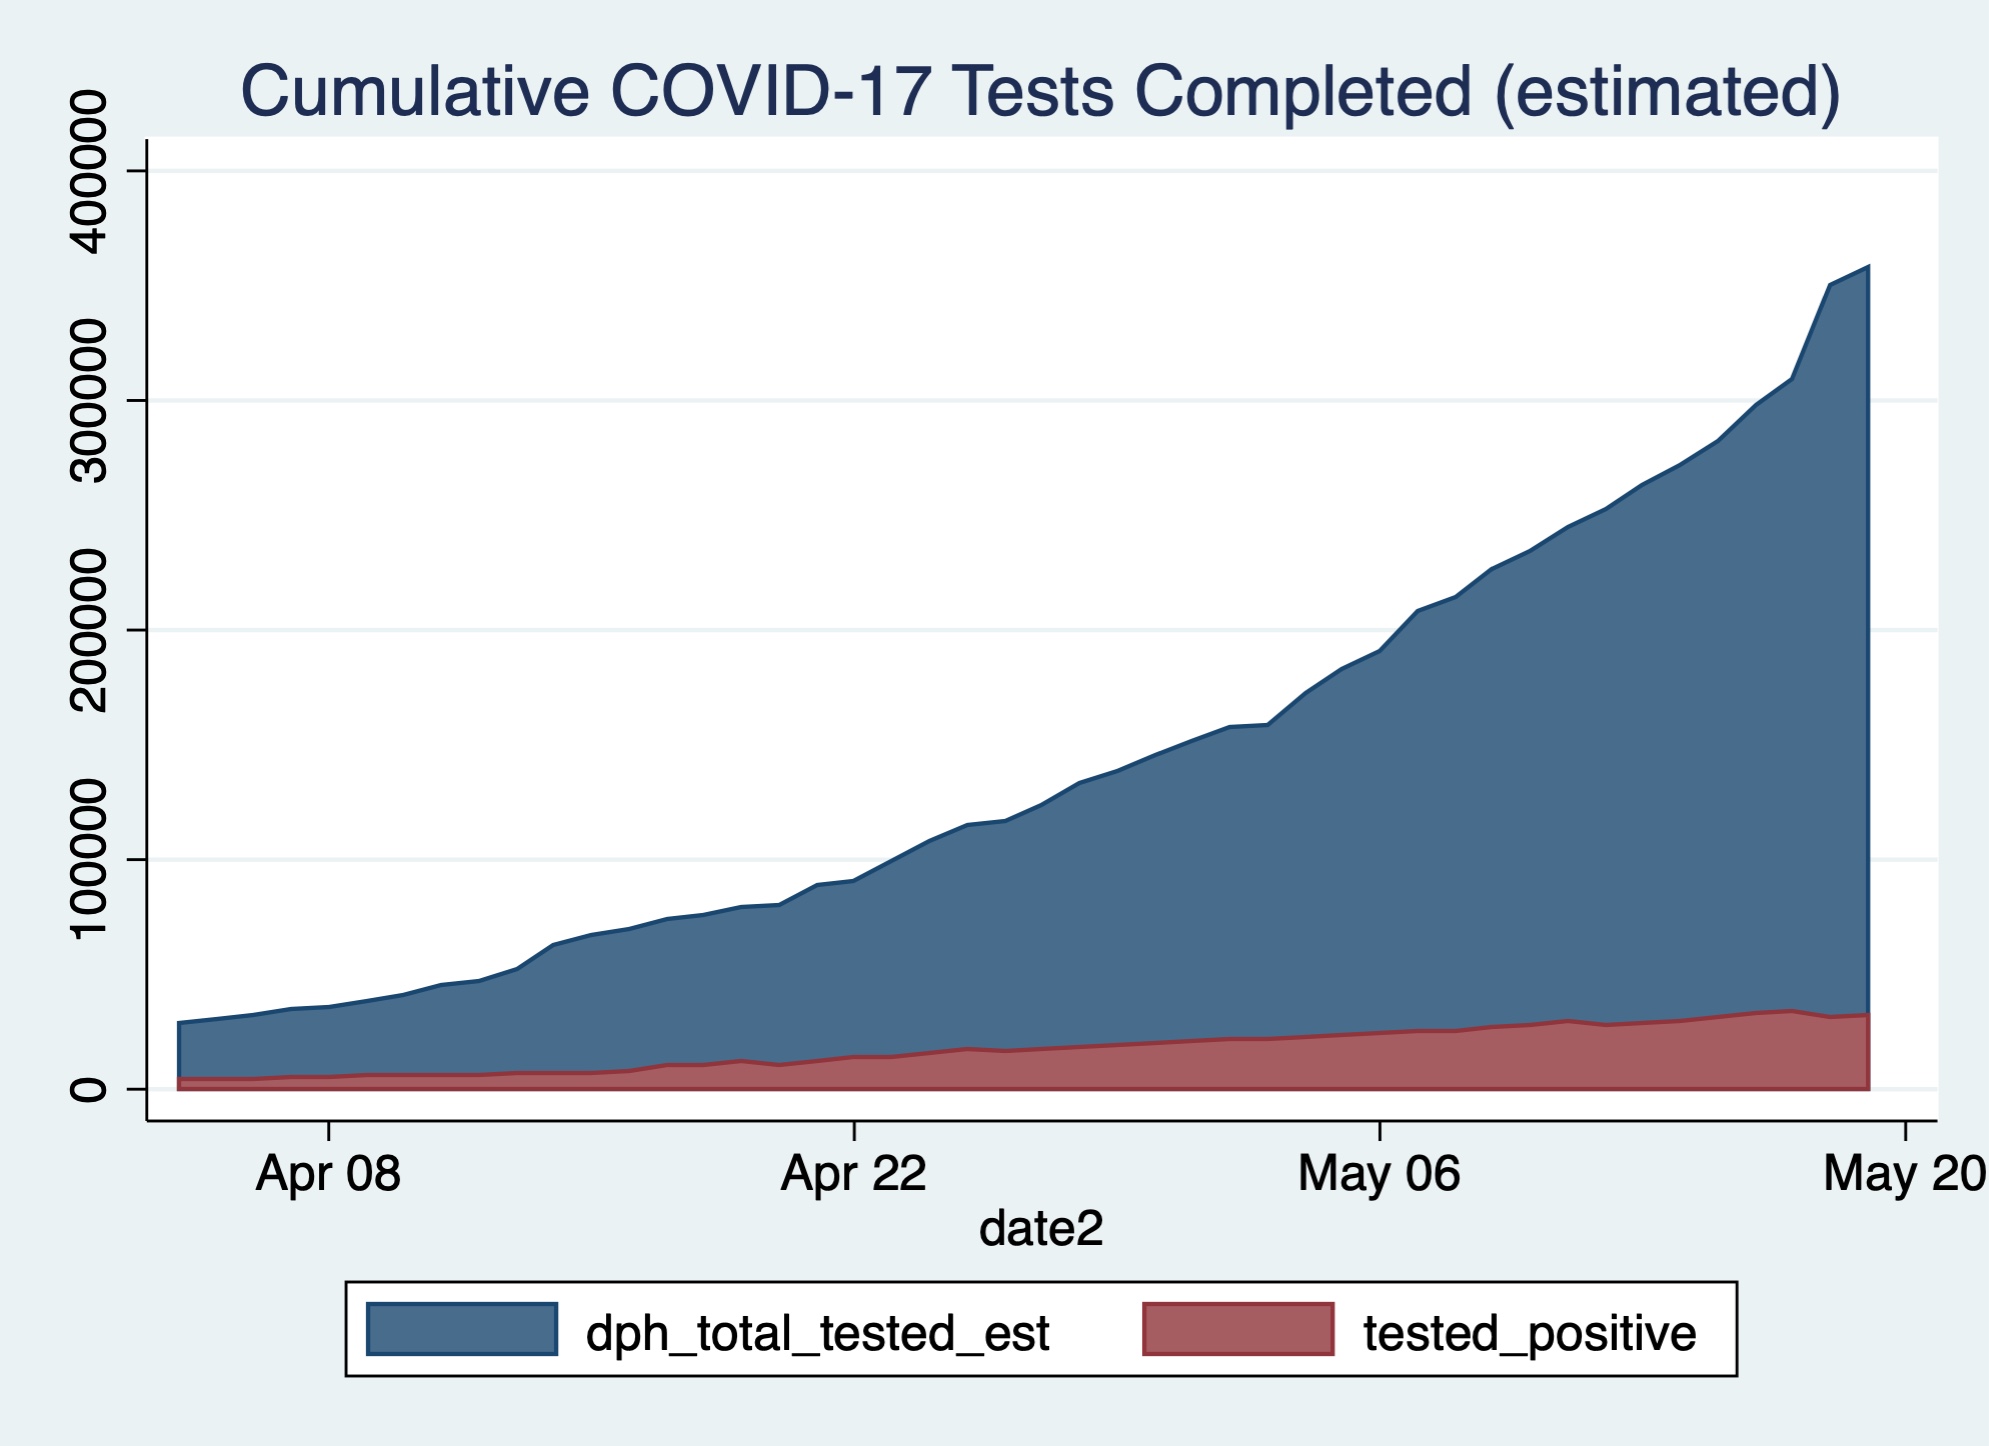 Cumulative COVID-17 Tests Completed (estimated)
400000
300000
200000
100000
0
Apr 08 Apr 22 May 06 May 20
date2
dph_total_tested_est tested_positive